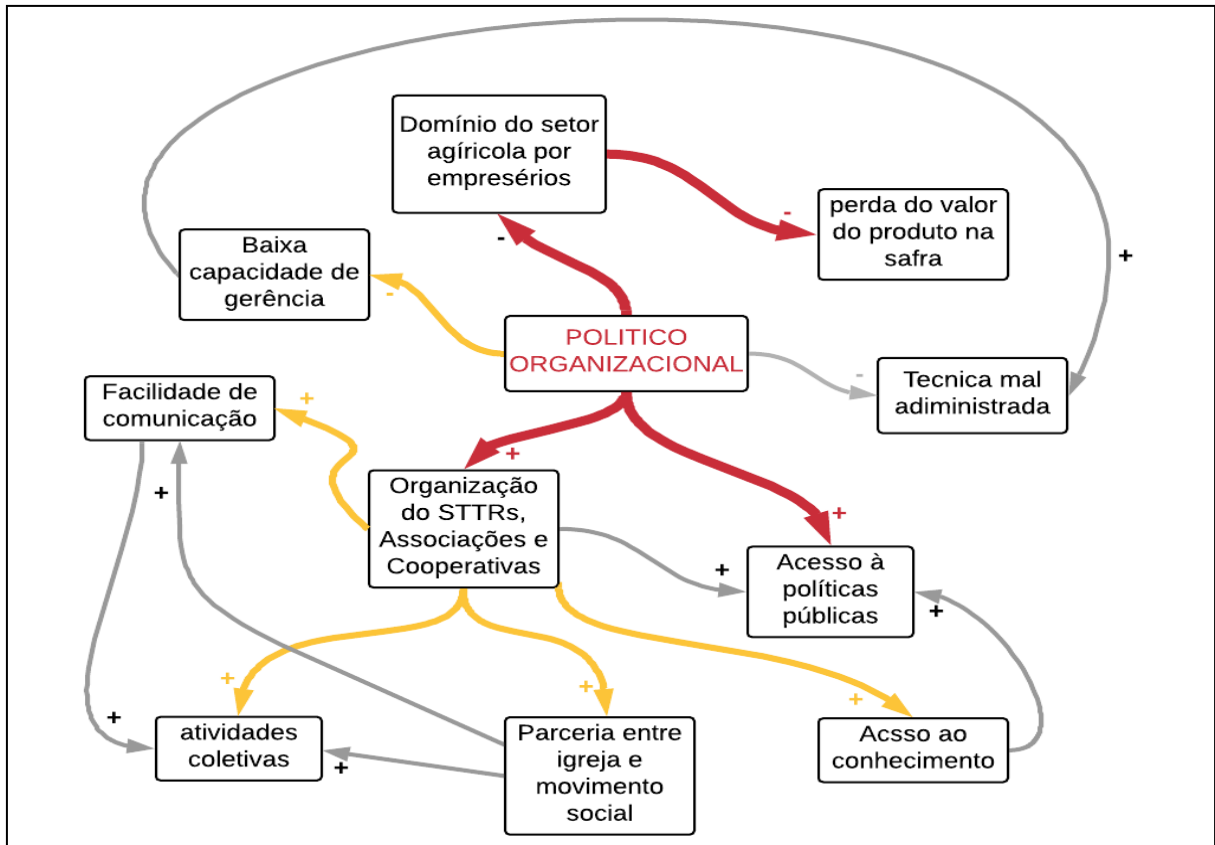 Domínio do setor
agíricola por
empresérios
-
-
perda do valor
do produto na
safra
+
Baixa
capacidade de
gerência
-
POLITICO
ORGANIZACIONAL
-
Tecnica mal
adiministrada
Facilidade de
comunicação
+
+
+
Organização
do STTRs,
Associações e
Cooperativas
+
+
Acesso à
políticas
públicas
+
+
+
+
+
atividades
coletivas
+
+
Parceria entre
igreja e
movimento
social
Acsso ao
conhecimento